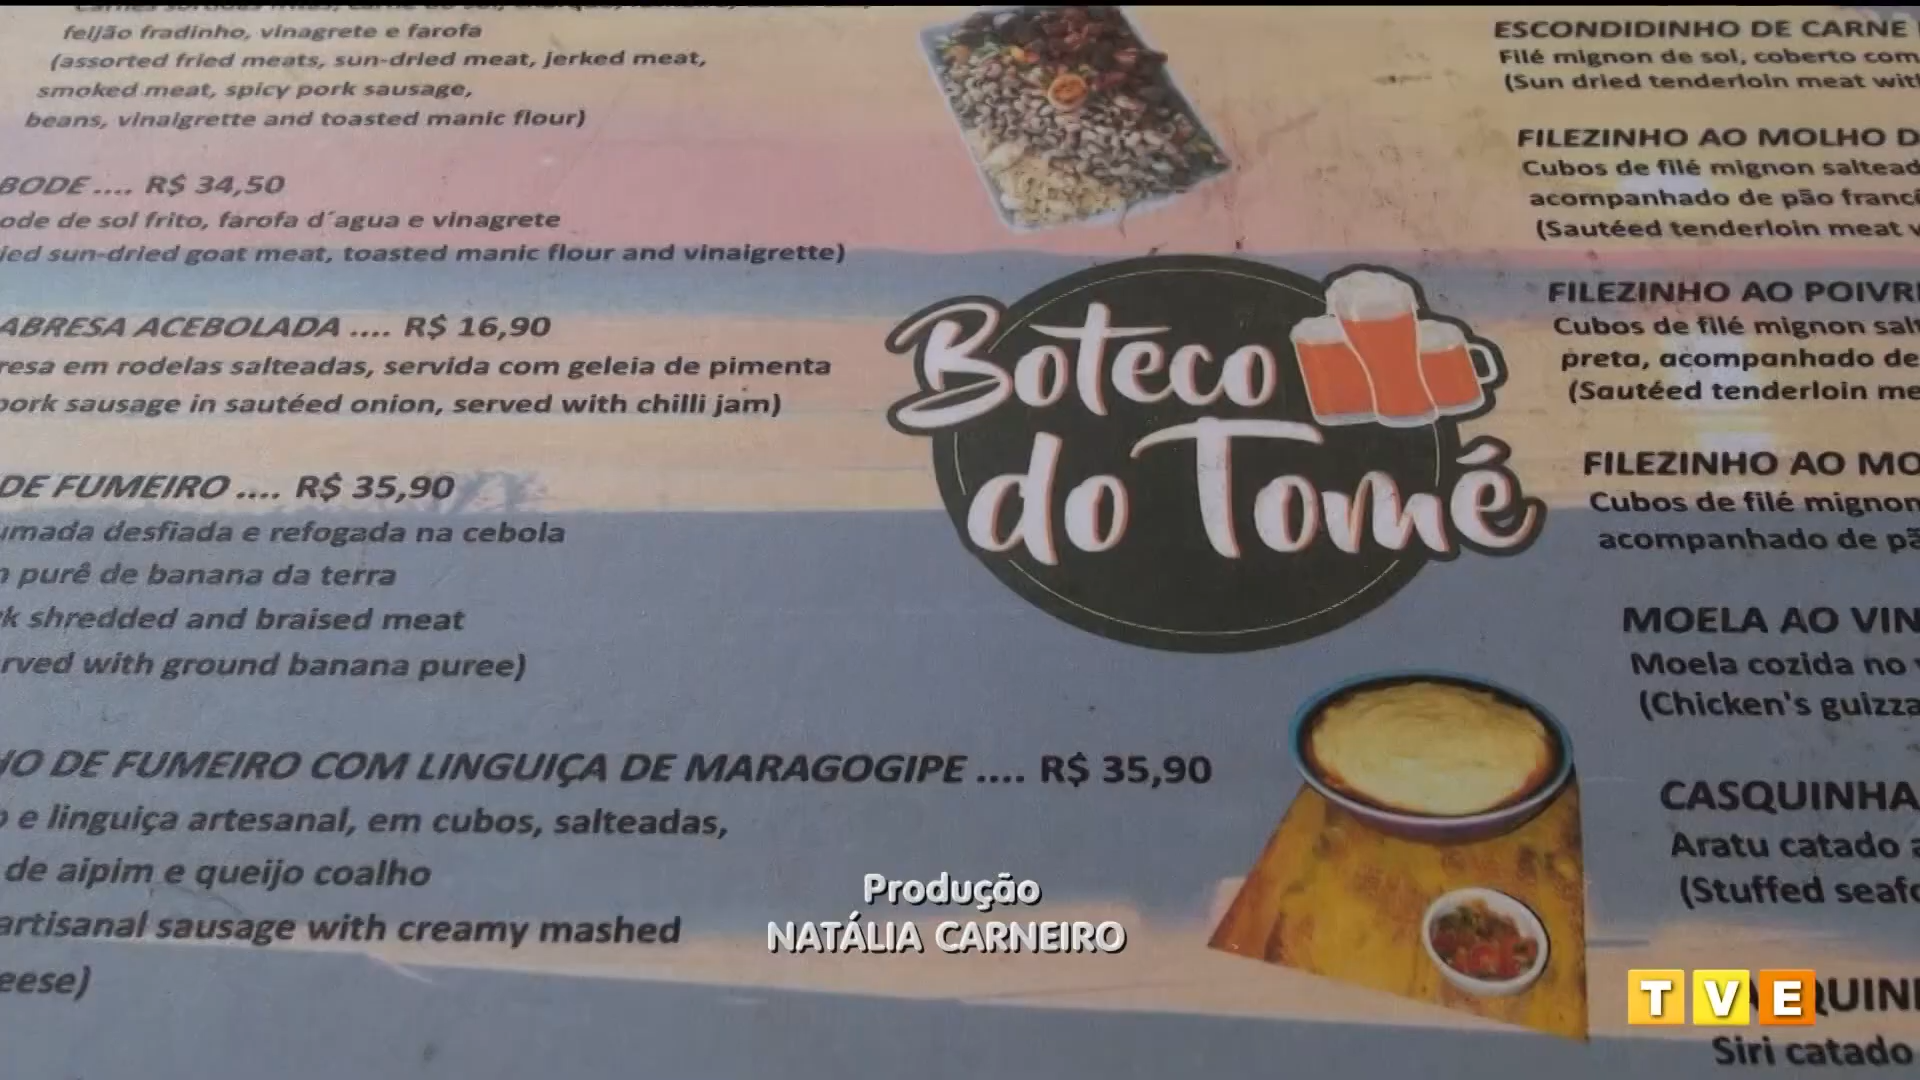 feijão fradinho, vinagrete e farofa
(assorted fried meats, sun-dried meat, jerked meat,
smoked meat, spicy pork sausage,
beans, vinaigrette and toasted manic flour)
BODE .... R$ 34,50
ode de sol frito, farofa d´agua e vinagrete
ied sun-dried goat meat, toasted manic flour and vinaigrette)
ABRESA ACEBOLADA .... R$ 16,90
resa em rodelas salteadas, servida com geleia de pimenta
pork sausage in sautéed onion, served with chilli jam)
DE FUMEIRO .... R$ 35,90
umada desfiada e refogada na cebola
m purê de banana da terra
rk shredded and braised meat
rved with ground banana puree)
HO DE FUMEIRO COM LINGUIÇA DE MARAGOGIPE .... R$ 35,90
o e linguiça artesanal, em cubos, salteadas,
de aipim e queijo coalho
artisanal sausage with creamy mashed
eese)
Boteco
do Tomé
ESCONDIDINHO DE CARNE
Filé mignon de sol, coberto com
(Sun dried tenderloin meat with
FILEZINHO AO MOLHO D
Cubos de filé mignon saltead
acompanhado de pão francê
(Sautéed tenderloin meat v
FILEZINHO AO POIVRE
Cubos de filé mignon salt
preta, acompanhado de
(Sautéed tenderloin me
FILEZINHO AO MO
Cubos de filé mignon
acompanhado de pã
MOELA AO VIN
Moela cozida no
(Chicken's guizza
CASQUINHA
Aratu catado a
(Stuffed seafo
QUINH
Siri catado
Produção
NATÁLIA CARNEIRO
TVE